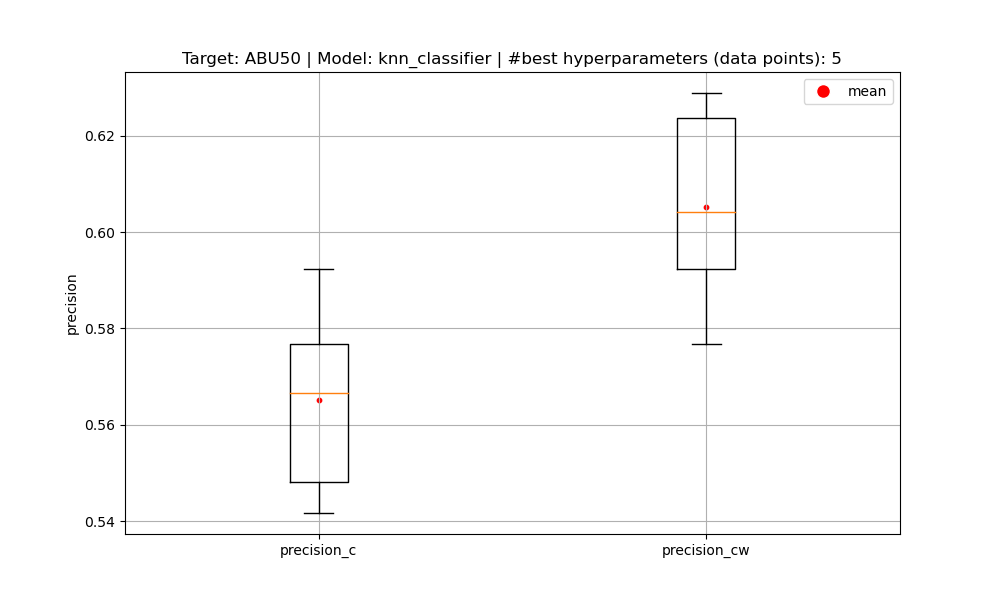 Target: ABU50 | Model: knn_classifier | #best hyperparameters (data points): 5
mean
0.62
0.60
0.58
0.56
0.54
precision
precision_c
precision_cw